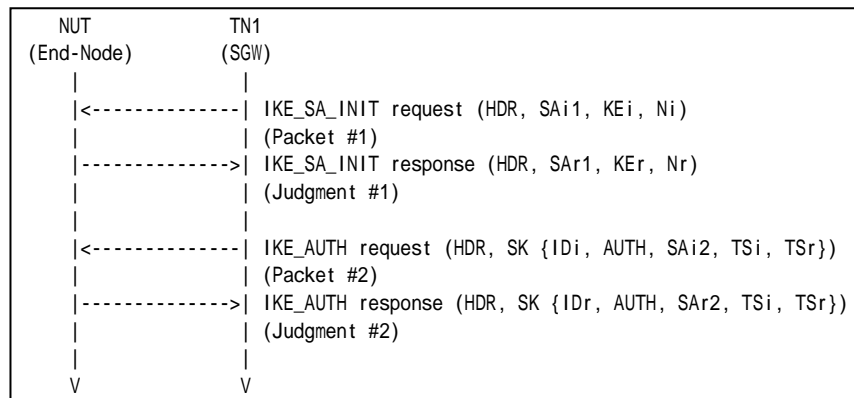 NUT TN1
(End-Node) (SGW)
| |
|<--------------| IKE_SA_INIT request (HDR, SAi1, KEi, Ni)
| | (Packet #1)
|-------------->| IKE_SA_INIT response (HDR, SAr1, KEr, Nr)
| | (Judgment #1)
| |
|<--------------| IKE_AUTH request (HDR, SK {IDi, AUTH, SAi2, TSi, TSr})
| | (Packet #2)
|-------------->| IKE_AUTH response (HDR, SK {IDr, AUTH, SAr2, TSi, TSr})
| | (Judgment #2)
| |
V V